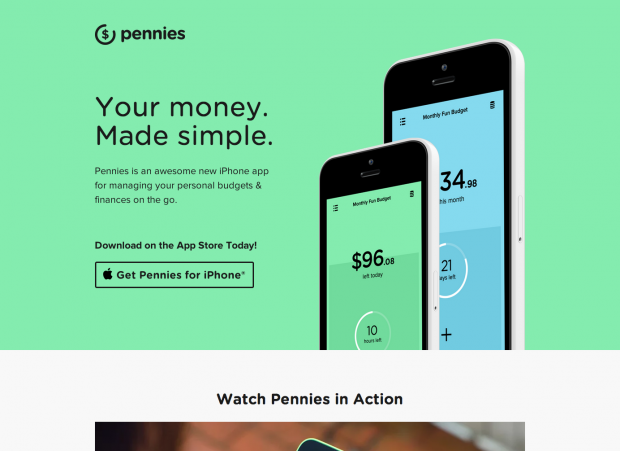 $ pennies
Your money.
Made simple.
Pennies is an awesome new iPhone app
for managing your personal budgets &
finances on the go.
Download on the App Store Today!
Get Pennies for iPhone*
Monthly Fun Budget
34.98
this month
21
days left
+
Monthly Fun Budget
$96.08
left today
10
hours left
Watch Pennies in Action